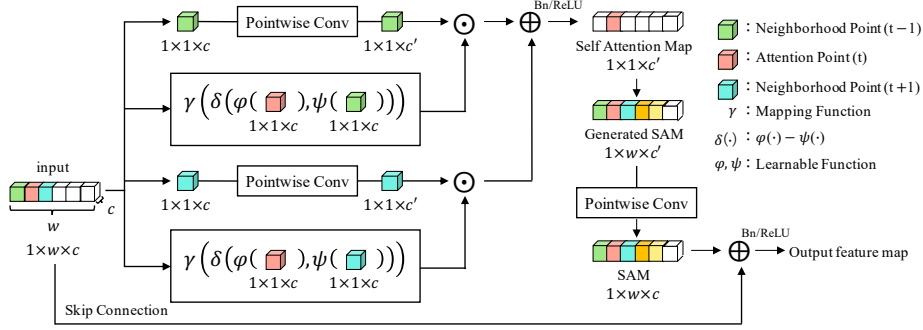 Pointwise Conv
1×1×c
1×1×c′
γ(δ(φ( ),ψ( )))
1×1×c 1×1×c
input
c
w
1×w×c
Pointwise Conv
1×1×c
1×1×c′
γ(δ(φ( ),ψ( )))
1×1×c 1×1×c
Skip Connection
Bn/ReLU
Self Attention Map
1×1×c′
Generated SAM
1×w×c′
Pointwise Conv
SAM
1×w×c
Bn/ReLU
Output feature map
: Neighborhood Point (t−1)
: Attention Point (t)
: Neighborhood Point (t+1)
γ : Mapping Function
δ(·) : φ(·) − ψ(·)
φ, ψ : Learnable Function